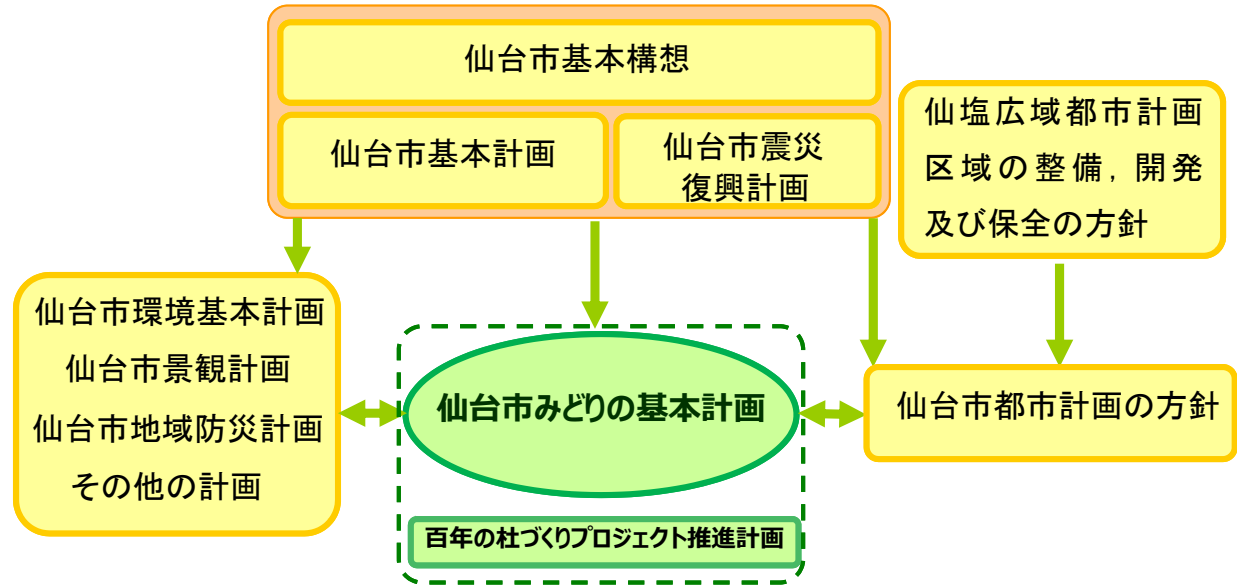 仙台市基本構想
仙台市基本計画
仙台市震災
復興計画
仙塩広域都市計画
区域の整備，開発
及び保全の方針
仙台市環境基本計画
仙台市景観計画
仙台市地域防災計画
その他の計画
仙台市みどりの基本計画
仙台市都市計画の方針
百年の杜づくりプロジェクト推進計画